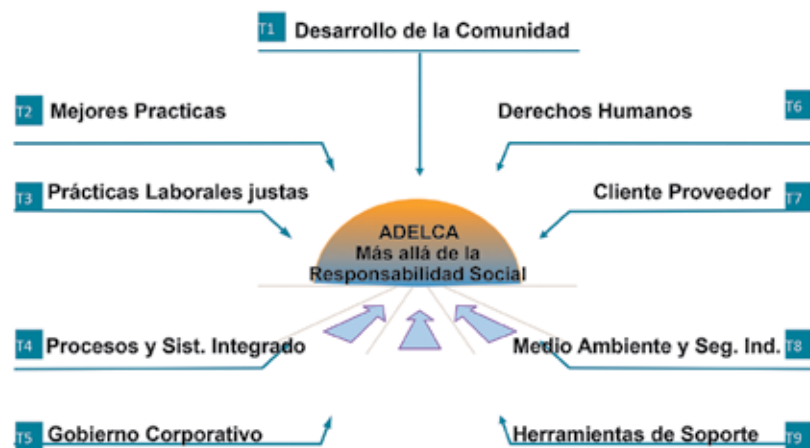 T1 Desarrollo de la Comunidad
T2 Mejores Practicas
Derechos Humanos T6
T3 Prácticas Laborales justas
Cliente Proveedor T7
ADELCA
Más allá de la
Responsabilidad Social
T4 Procesos y Sist. Integrado
Medio Ambiente y Seg. Ind. T8
T5 Gobierno Corporativo
Herramientas de Soporte T9